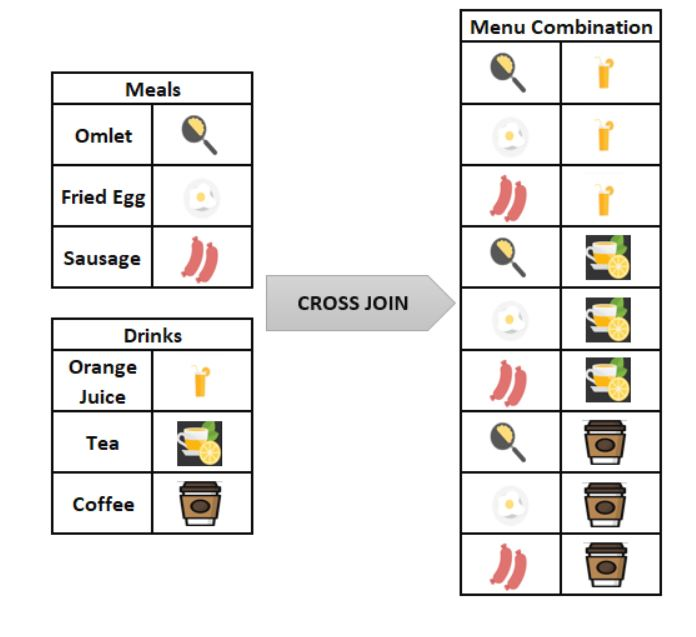 Menu Combination
Meals
Omlet
Fried Egg
Sausage
CROSS JOIN
Drinks
Orange
Juice
Tea
Coffee